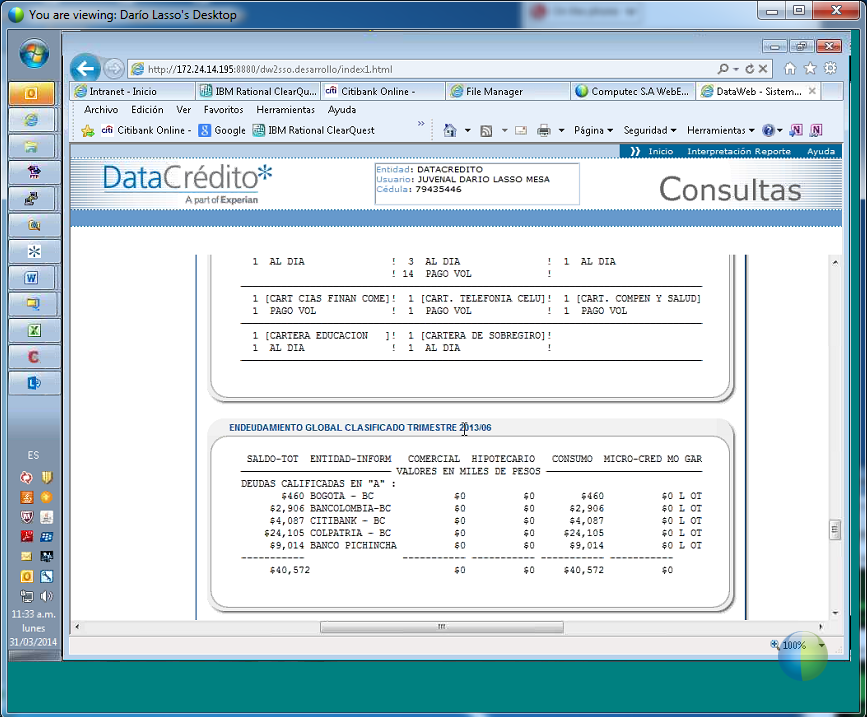 You are viewing: Darío Lasso's Desktop
http://172.24.14.195:8080/dw2sso.desarrollo/index1.html
Intranet - Inicio
IBM Rational ClearQu...
Citibank Online -
File Manager
Computec S.A WebE...
DataWeb - Sistem...
Archivo Edición Ver Favoritos Herramientas Ayuda
Citibank Online - Google IBM Rational ClearQuest
Página Seguridad Herramientas
Inicio Interpretación Reporte Ayuda
DataCrédito
A part of Experian
Entidad: DATACREDITO
Usuario: JUVENAL DARIO LASSO MESA
Cédula: 79435446
Consultas
1 AL DIA ! 3 AL DIA ! 1 AL DIA
! 14 PAGO VOL !
1 [CART CIAS FINAN COME]! 1 [CART. TELEFONIA CELU]! 1 [CART. COMPEN Y SALUD]
1 PAGO VOL ! 1 PAGO VOL ! 1 PAGO VOL
1 [CARTERA EDUCACION ]! 1 [CARTERA DE SOBREGIRO]!
1 AL DIA ! 1 AL DIA !
ENDEUDAMIENTO GLOBAL CLASIFICADO TRIMESTRE 2013/06
SALDO-TOT ENTIDAD-INFORM COMERCIAL HIPOTECARIO CONSUMO MICRO-CRED MO GAR
VALORES EN MILES DE PESOS
DEUDAS CALIFICADAS EN "A" :
$460 BOGOTA - BC $0 $0 $460 $0 L OT
$2,906 BANCOLOMBIA-BC $0 $0 $2,906 $0 L OT
$4,087 CITIBANK - BC $0 $0 $4,087 $0 L OT
$24,105 COLPATRIA - BC $0 $0 $24,105 $0 L OT
$9,014 BANCO PICHINCHA $0 $0 $9,014 $0 L OT
----------- ----------- ----------- ----------- -----------
$40,572 $0 $0 $40,572 $0
ES
11:33 a.m.
lunes
31/03/2014
100%